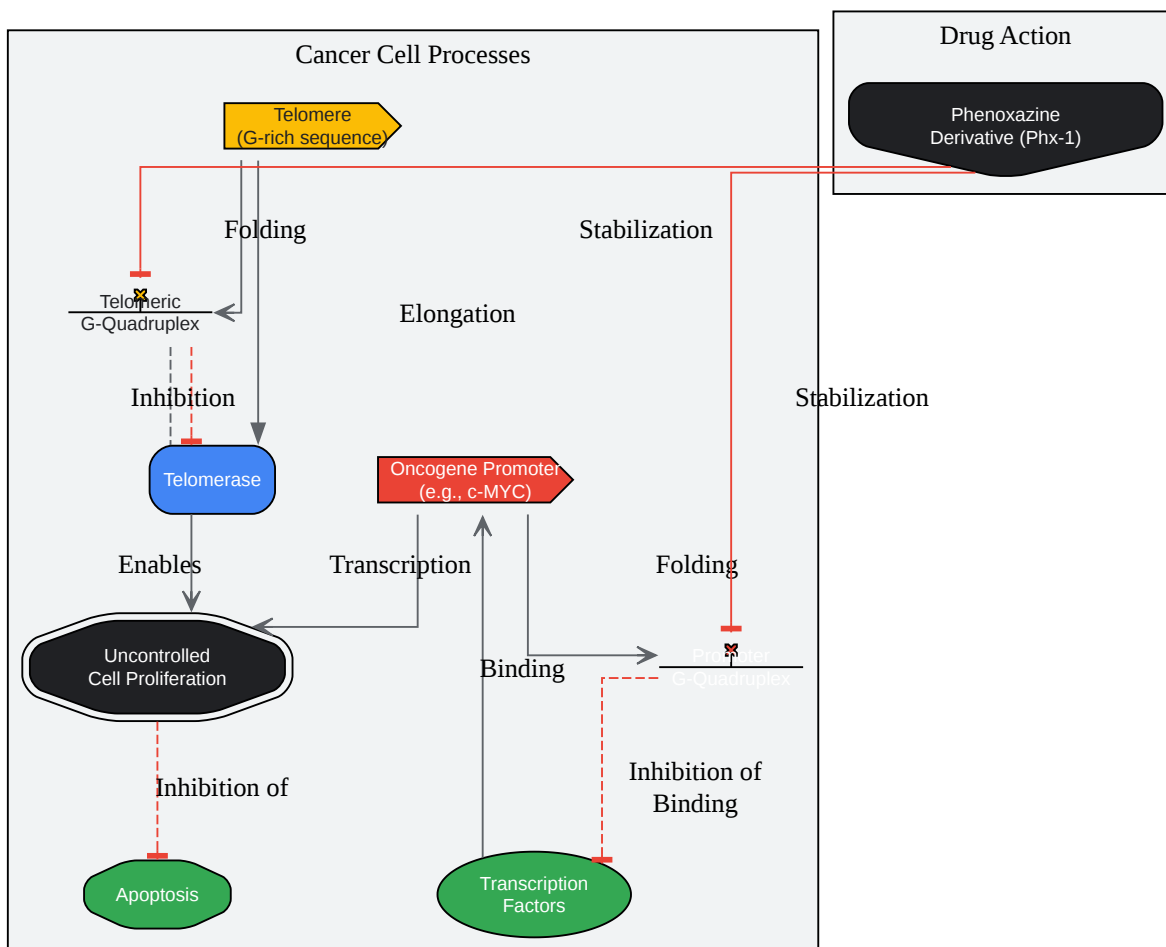 Cancer Cell Processes
Drug Action
Telomere
(G-rich sequence)
Phenoxazine
Derivative (Phx-1)
Folding
Stabilization
Telomeric
G-Quadruplex
Elongation
Inhibition
Stabilization
Telomerase
Oncogene Promoter
(e.g., c-MYC)
Enables
Transcription
Folding
Uncontrolled
Cell Proliferation
Binding
Promoter
G-Quadruplex
Inhibition of
Inhibition of
Binding
Apoptosis
Transcription
Factors